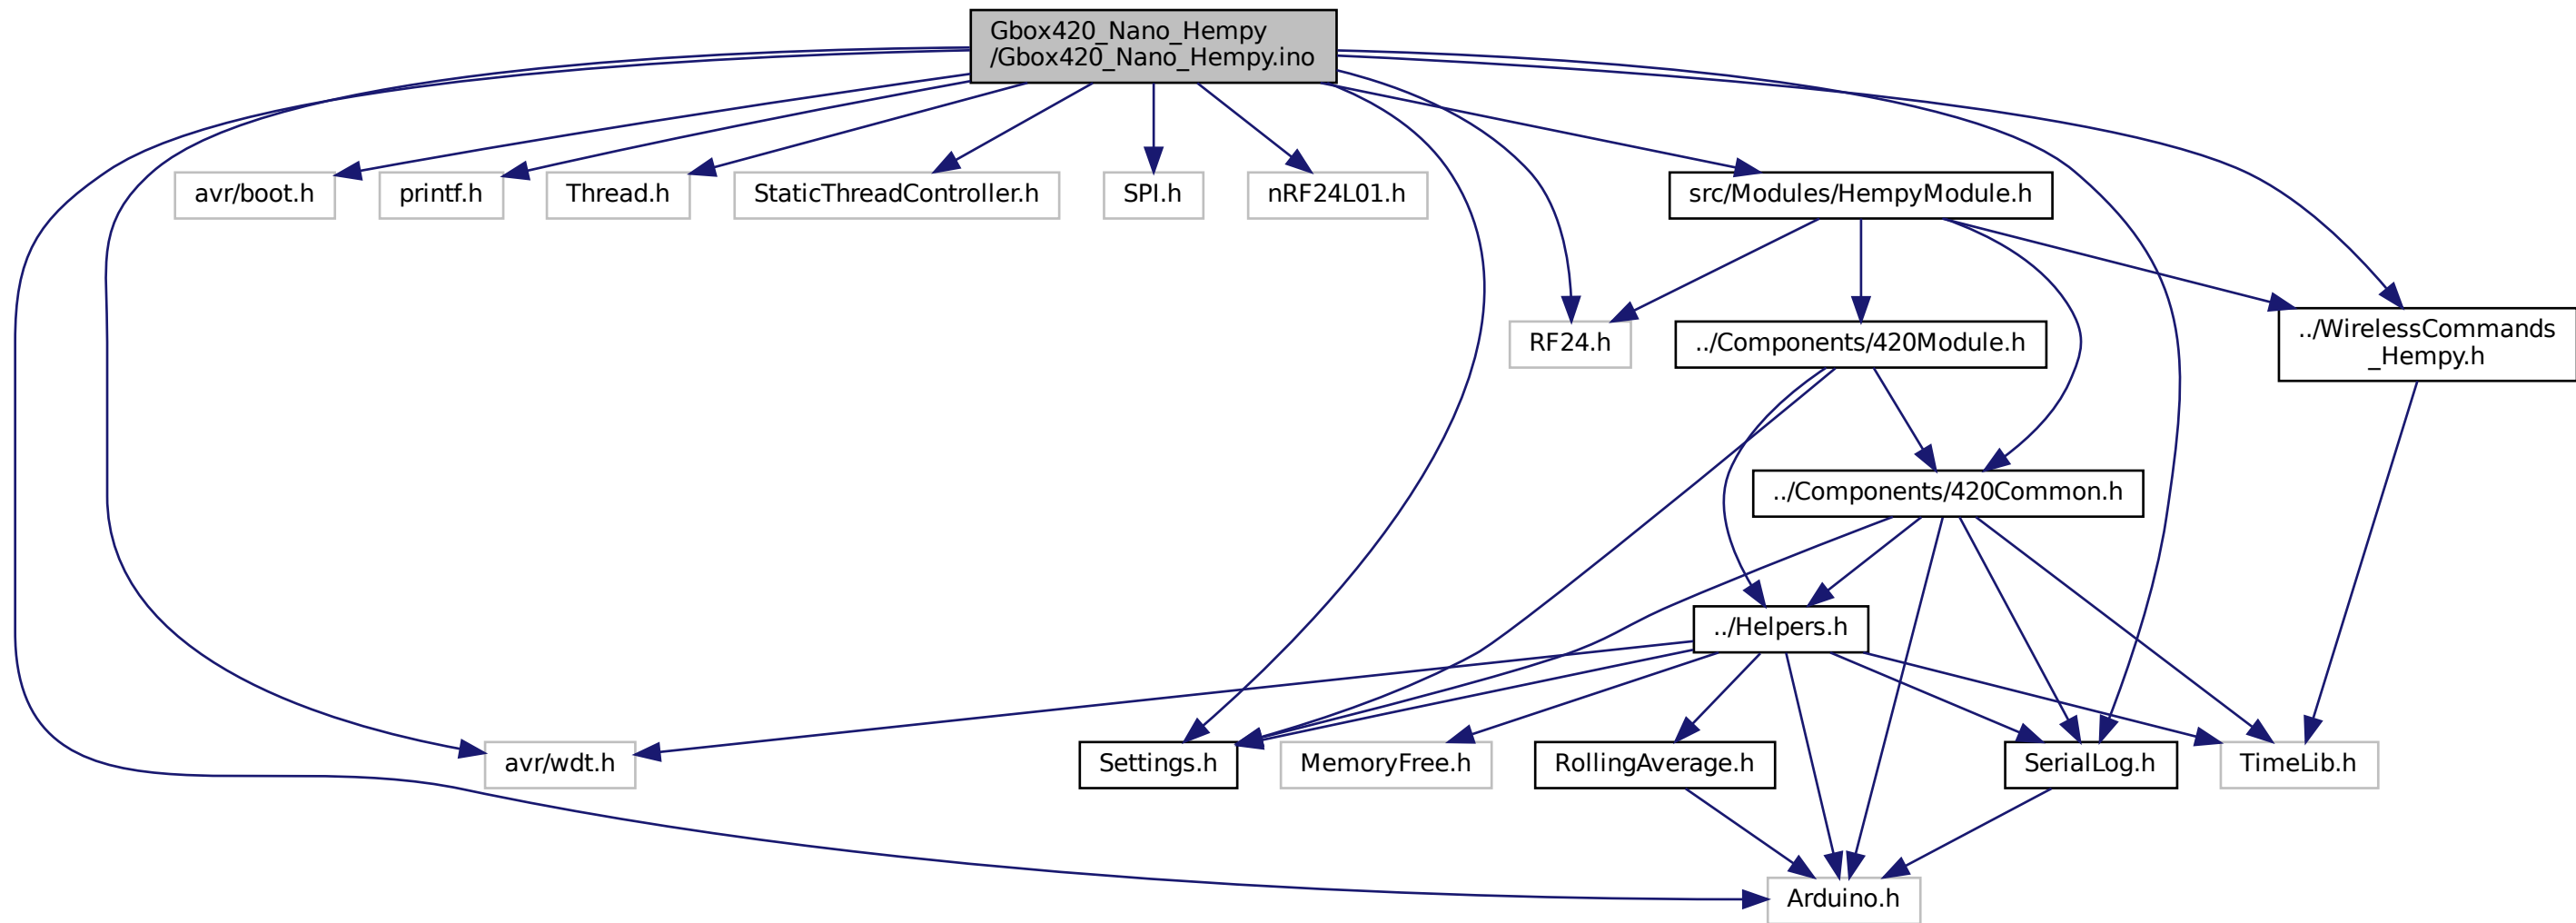 Gbox420_Nano_Hempy
/Gbox420_Nano_Hempy.ino
avr/boot.h
printf.h
Thread.h
StaticThreadController.h
SPI.h
nRF24L01.h
src/Modules/HempyModule.h
RF24.h
../Components/420Module.h
../WirelessCommands
_Hempy.h
../Components/420Common.h
../Helpers.h
avr/wdt.h
Settings.h
MemoryFree.h
RollingAverage.h
SerialLog.h
TimeLib.h
Arduino.h